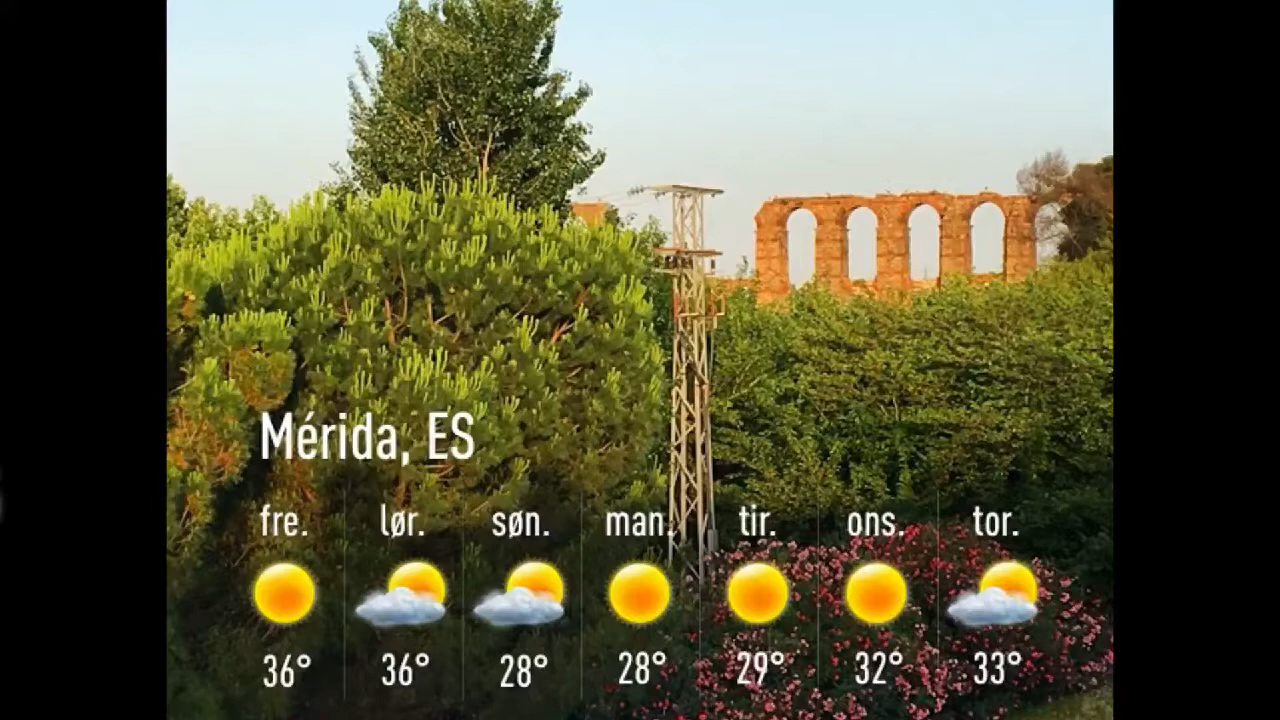 Mérida, ES
fre. lør. søn. man. tir. ons. tor.
36° 36° 28° 28° 29° 32° 33°